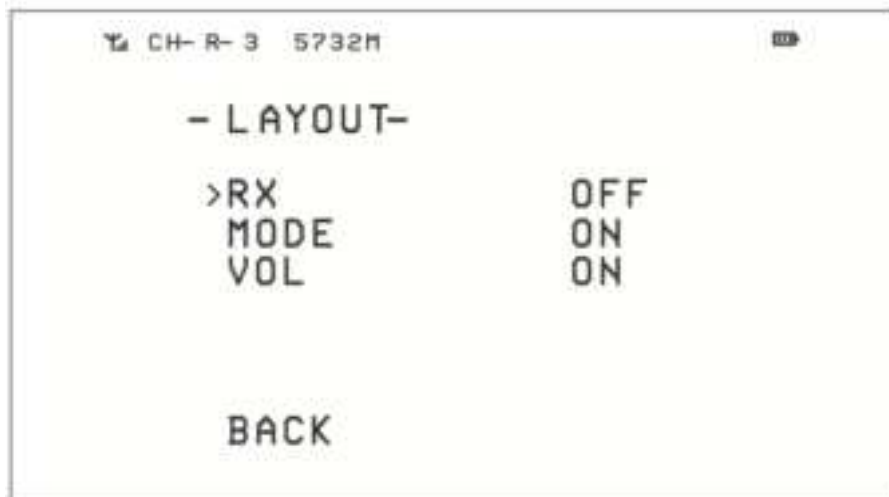 CH- R- 3 5732M
- LAYOUT-
>RX OFF
MODE ON
VOL ON
BACK